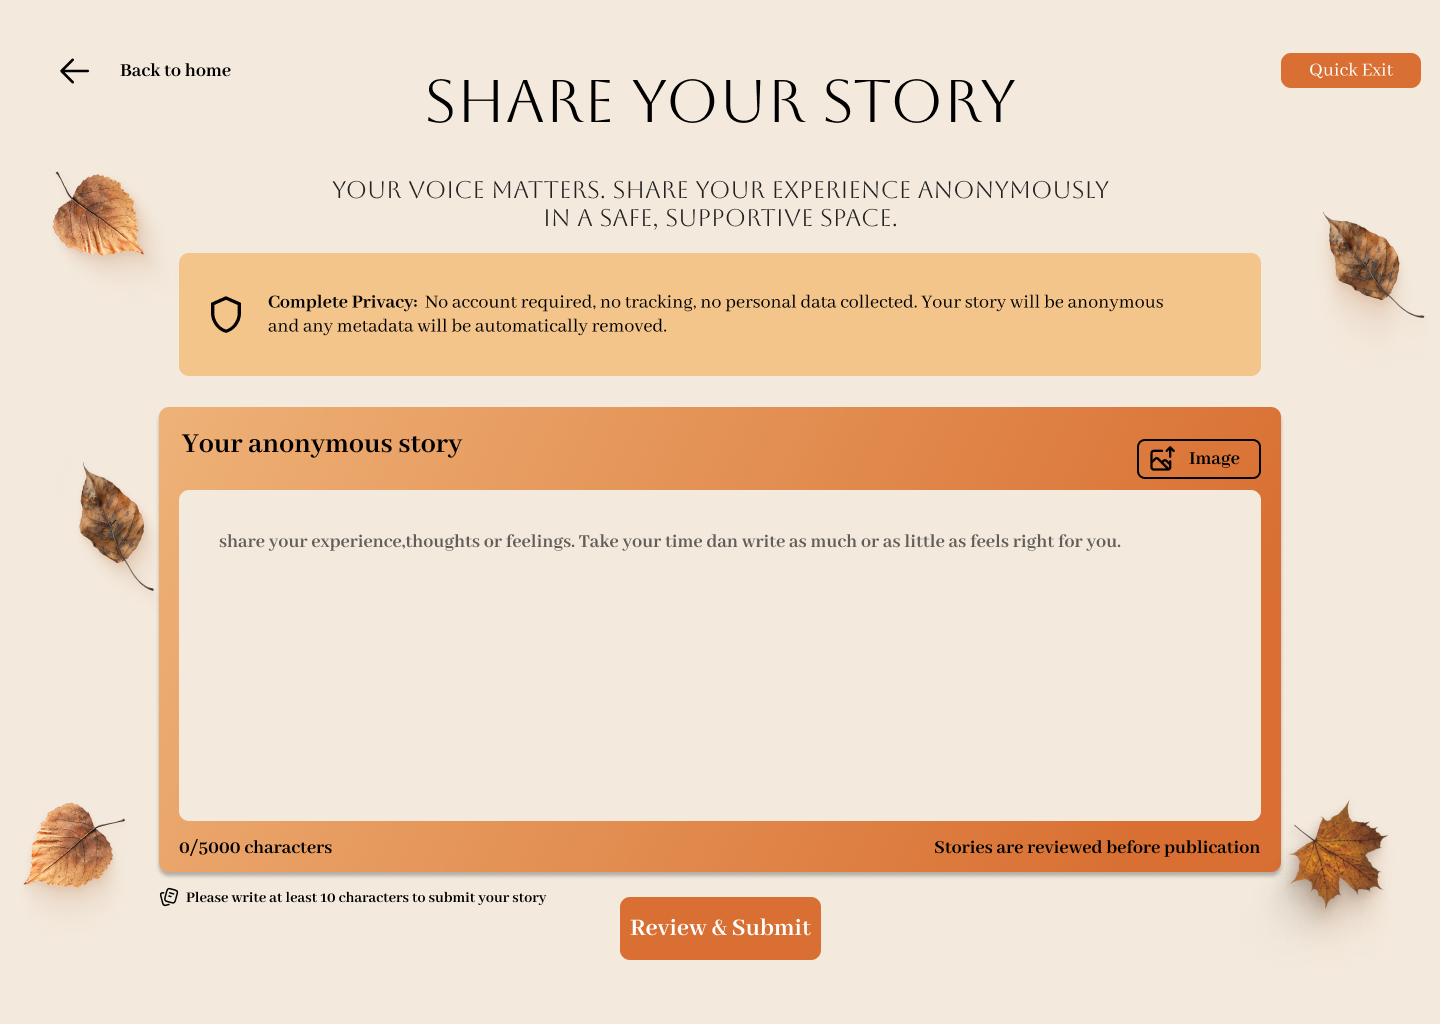 Back to home
Quick Exit
SHARE YOUR STORY
YOUR VOICE MATTERS. SHARE YOUR EXPERIENCE ANONYMOUSLY
IN A SAFE, SUPPORTIVE SPACE.
Complete Privacy: No account required, no tracking, no personal data collected. Your story will be anonymous
and any metadata will be automatically removed.
Your anonymous story
Image
share your experience,thoughts or feelings. Take your time dan write as much or as little as feels right for you.
0/5000 characters
Stories are reviewed before publication
Please write at least 10 characters to submit your story
Review & Submit